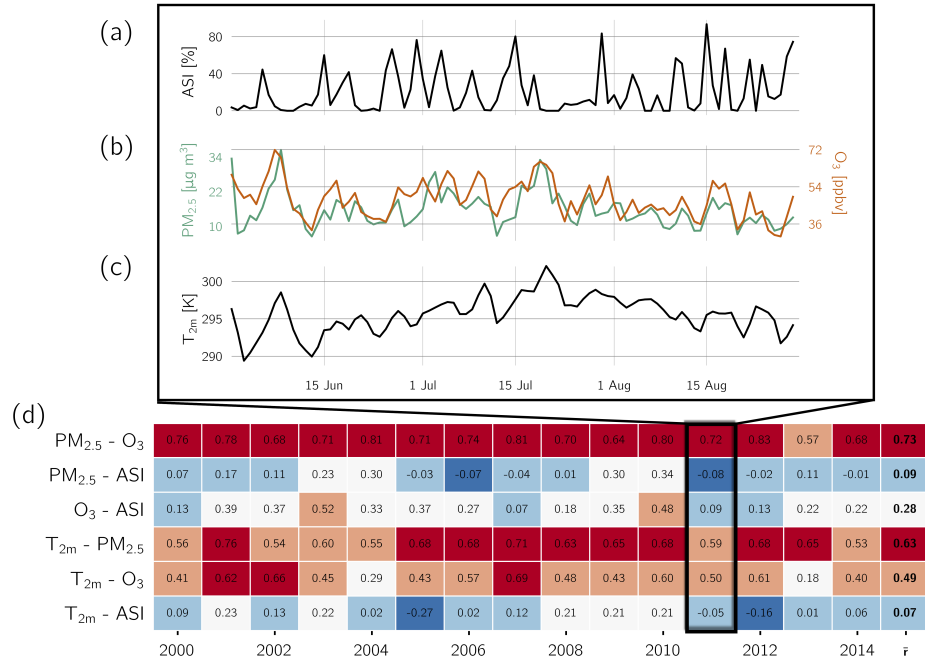 (a)
ASI [%]
80
40
0
(b)
PM2.5 [μg m³]
34
22
10
72
54
36
O3 [ppbv]
(c)
T2m [K]
300
295
290
15 Jun 1 Jul 15 Jul 1 Aug 15 Aug
(d)
PM2.5 - O3 0.76 0.78 0.68 0.71 0.81 0.71 0.74 0.81 0.70 0.64 0.80 0.72 0.83 0.57 0.68 0.73
PM2.5 - ASI 0.07 0.17 0.11 0.23 0.30 -0.03 -0.07 -0.04 0.01 0.30 0.34 -0.08 -0.02 0.11 -0.01 0.09
O3 - ASI 0.13 0.39 0.37 0.52 0.33 0.37 0.27 0.07 0.18 0.35 0.48 0.09 0.13 0.22 0.22 0.28
T2m - PM2.5 0.56 0.76 0.54 0.60 0.55 0.68 0.68 0.71 0.63 0.65 0.68 0.59 0.68 0.65 0.53 0.63
T2m - O3 0.41 0.62 0.66 0.45 0.29 0.43 0.57 0.69 0.48 0.43 0.60 0.50 0.61 0.18 0.40 0.49
T2m - ASI 0.09 0.23 0.13 0.22 0.02 -0.27 0.02 0.12 0.21 0.21 0.21 -0.05 -0.16 0.01 0.06 0.07
2000 2002 2004 2006 2008 2010 2012 2014 r̄